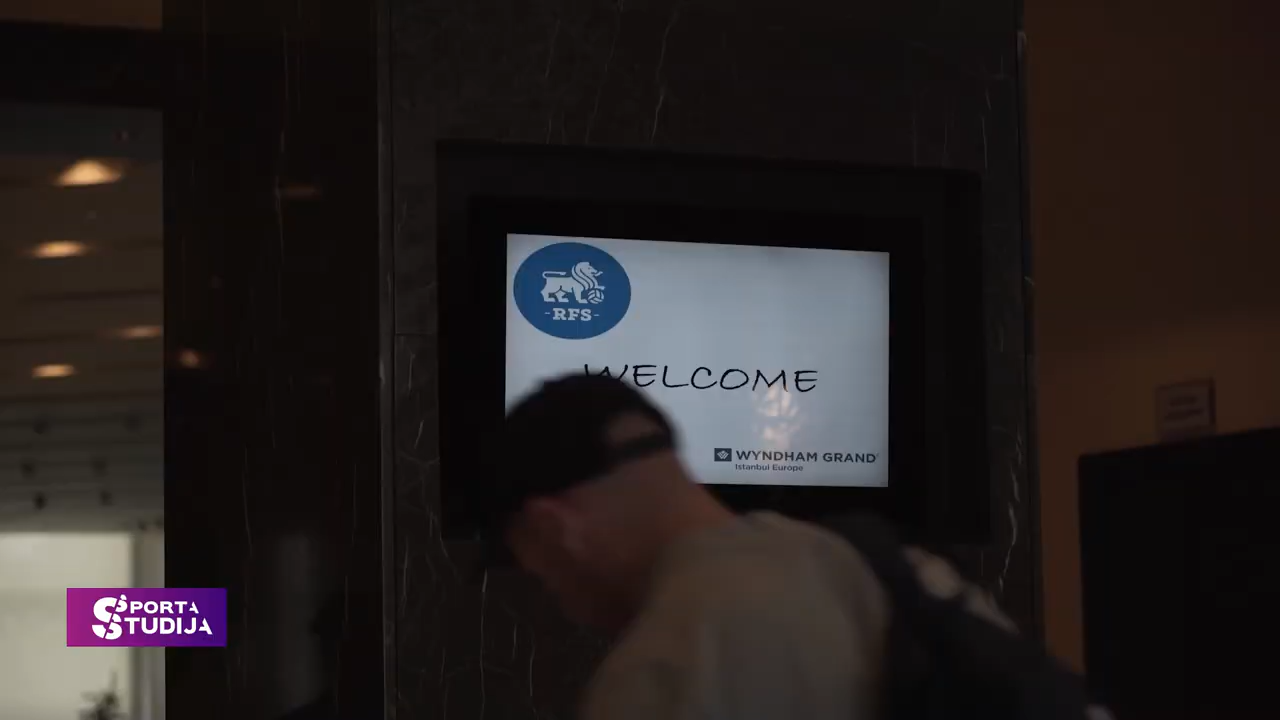 -RFS-
WELCOME
WYNDHAM GRAND
Istanbul Europe
SPORTA
STUDIJA